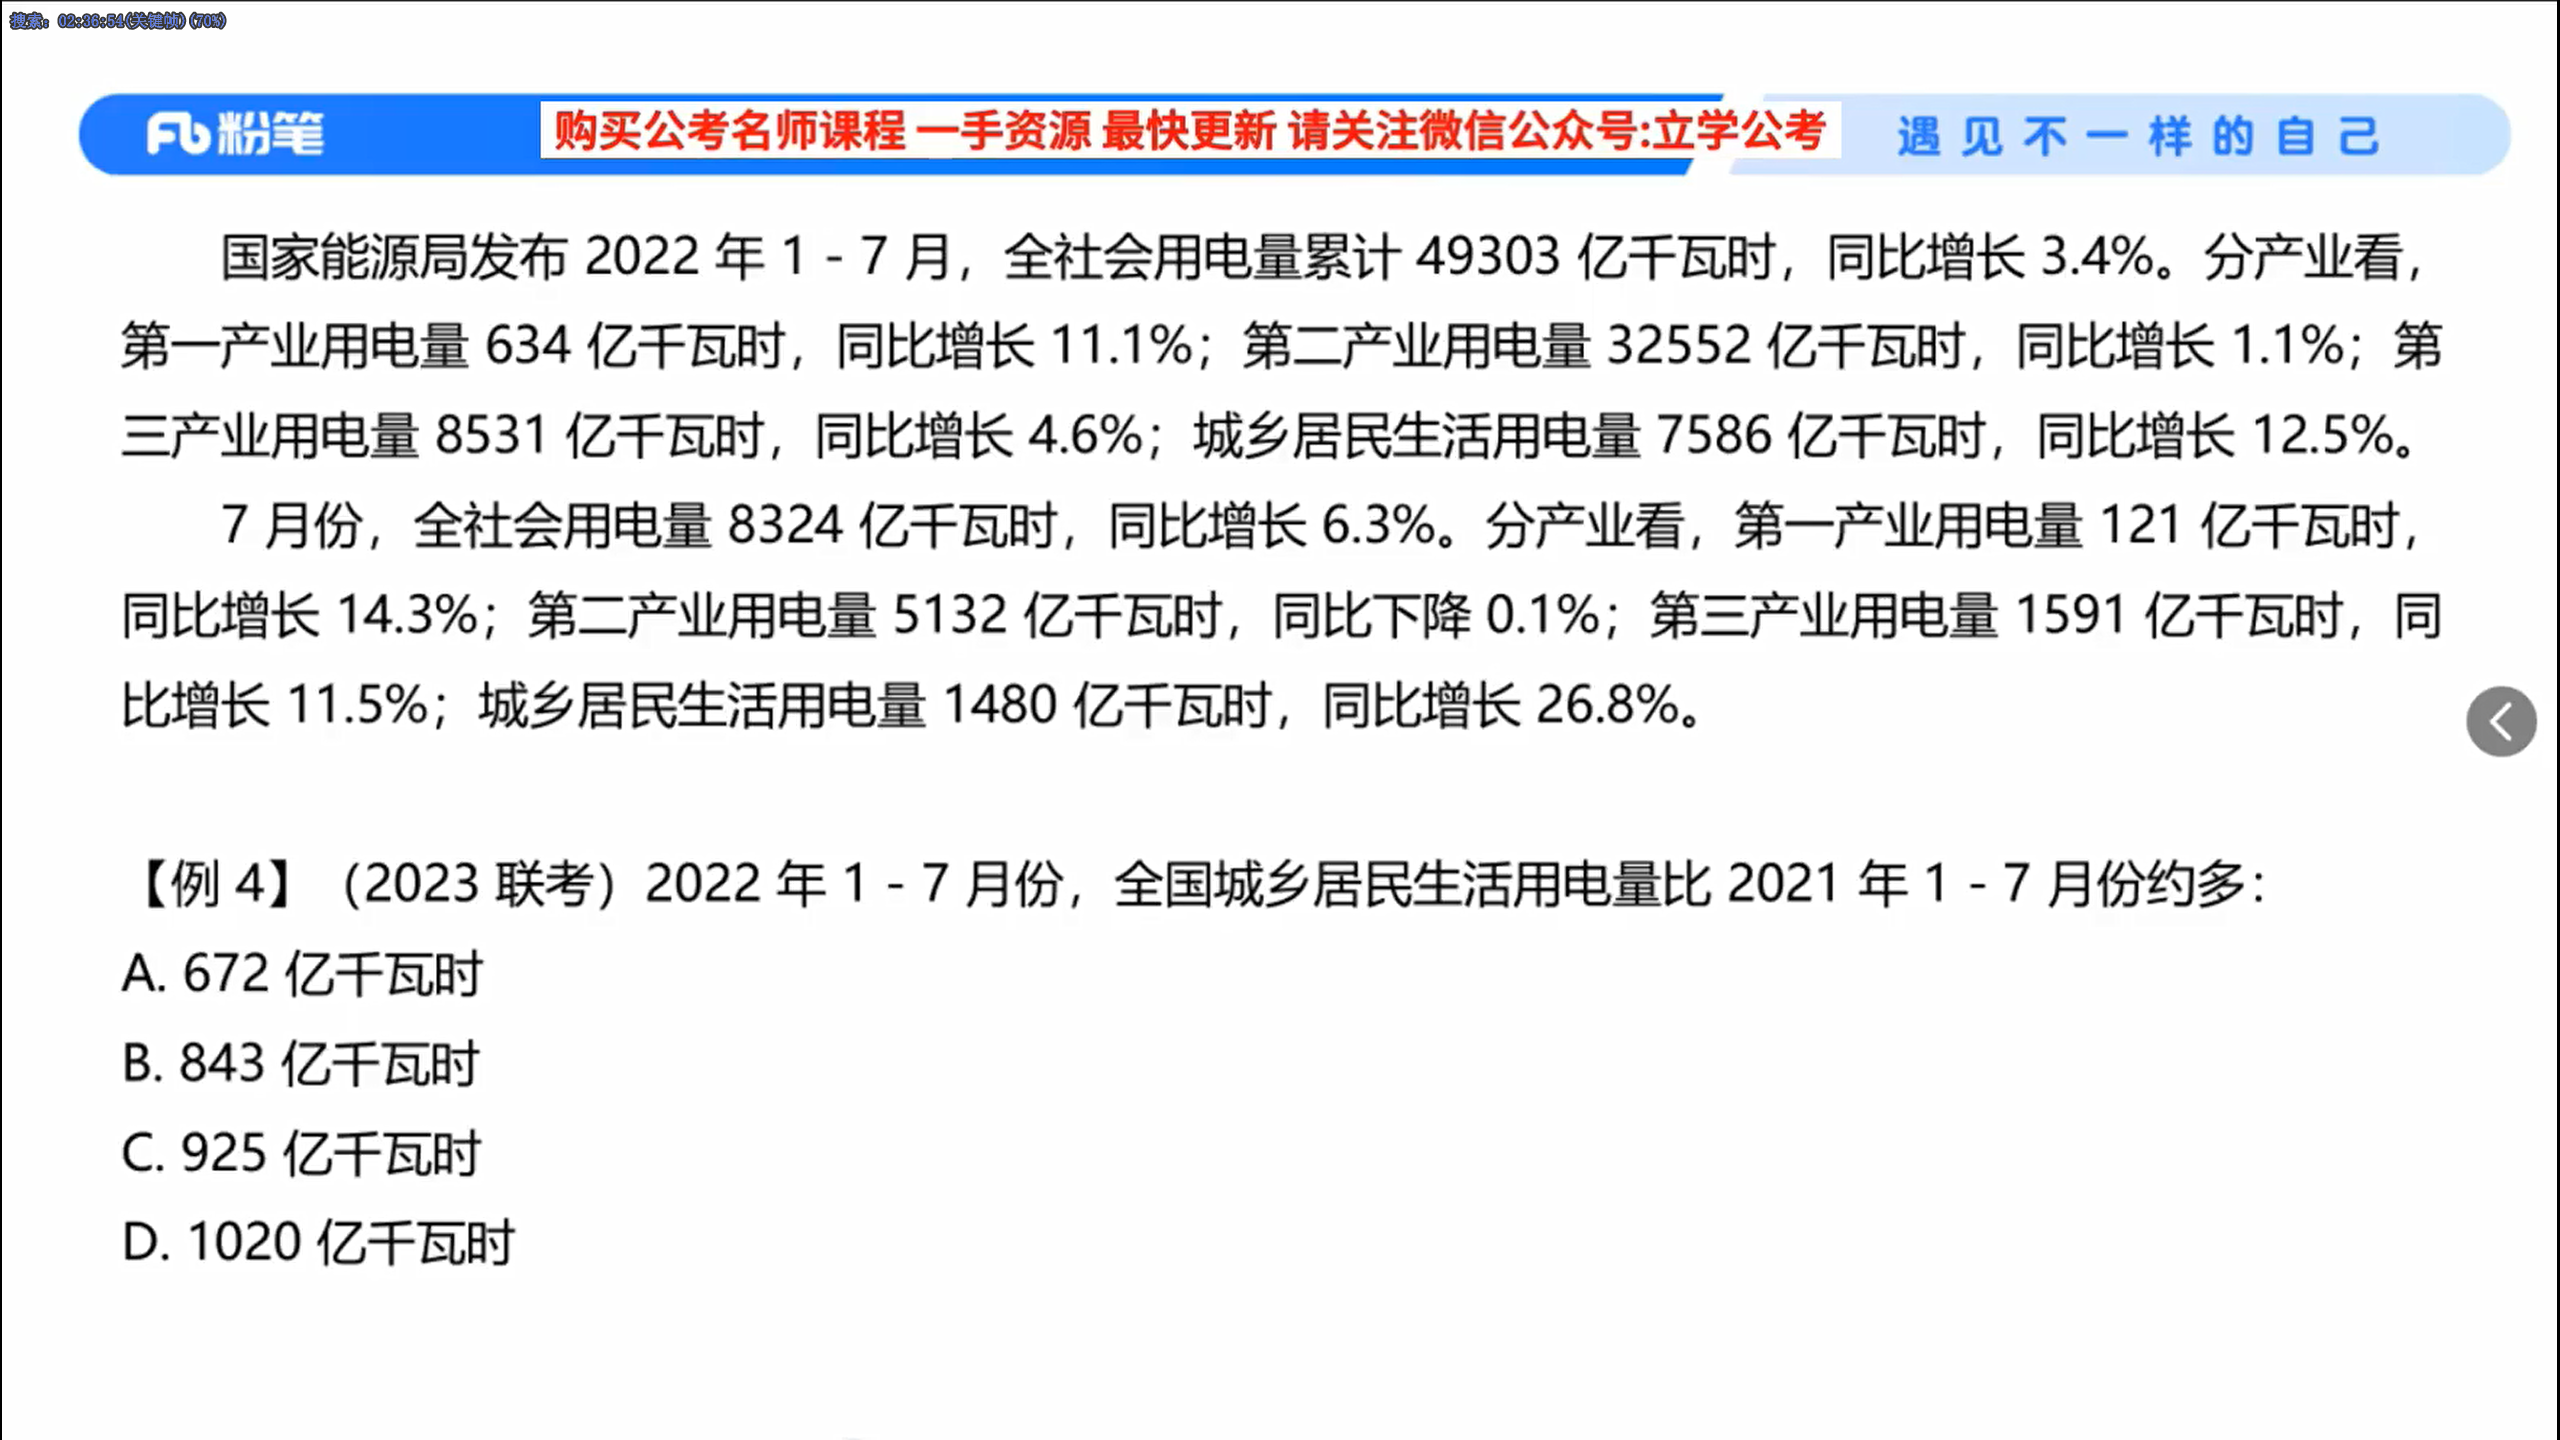 搜索: 02:36:54(关键帧)(70%)
粉笔
购买公考名师课程 一手资源 最快更新 请关注微信公众号:立学公考
遇见不一样的自己
国家能源局发布 2022 年 1 - 7 月，全社会用电量累计 49303 亿千瓦时，同比增长 3.4%。分产业看，
第一产业用电量 634 亿千瓦时，同比增长 11.1%；第二产业用电量 32552 亿千瓦时，同比增长 1.1%；第
三产业用电量 8531 亿千瓦时，同比增长 4.6%；城乡居民生活用电量 7586 亿千瓦时，同比增长 12.5%。
7 月份，全社会用电量 8324 亿千瓦时，同比增长 6.3%。分产业看，第一产业用电量 121 亿千瓦时，
同比增长 14.3%；第二产业用电量 5132 亿千瓦时，同比下降 0.1%；第三产业用电量 1591 亿千瓦时，同
比增长 11.5%；城乡居民生活用电量 1480 亿千瓦时，同比增长 26.8%。
【例 4】（2023 联考）2022 年 1 - 7 月份，全国城乡居民生活用电量比 2021 年 1 - 7 月份约多：
A. 672 亿千瓦时
B. 843 亿千瓦时
C. 925 亿千瓦时
D. 1020 亿千瓦时